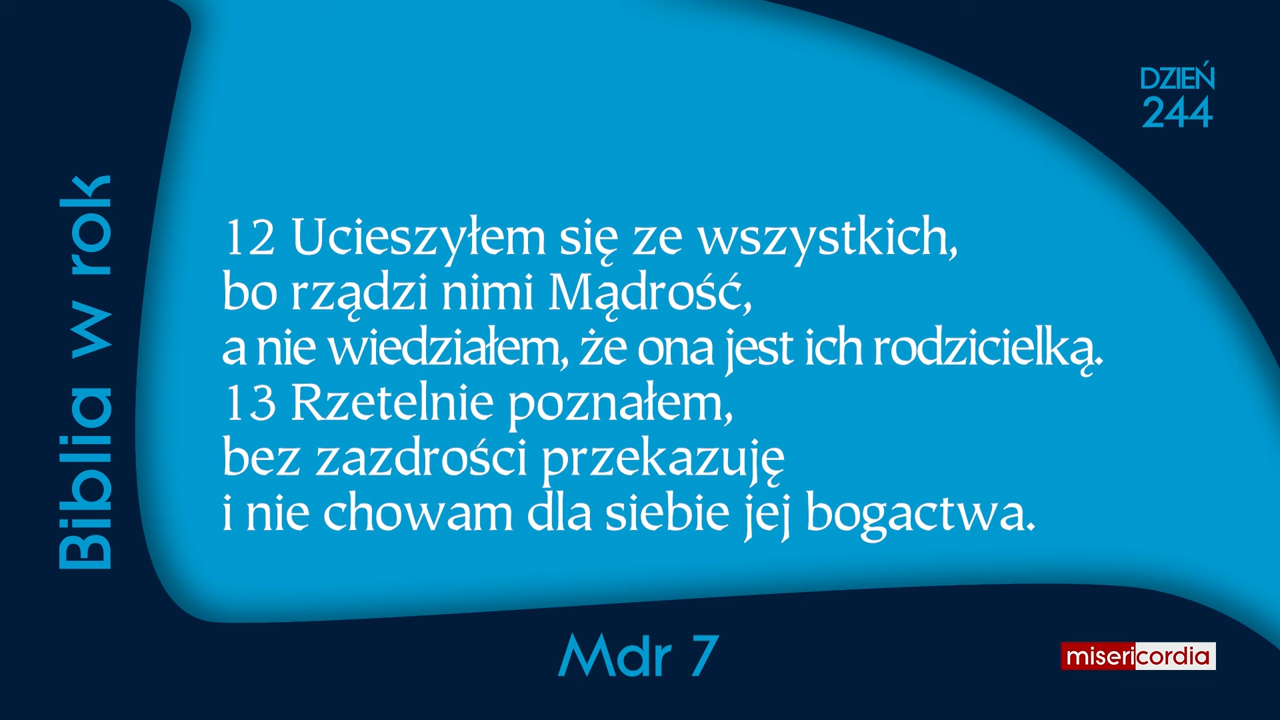 DZIEŃ
244
Biblia w rok
12 Ucieszyłem się ze wszystkich,
bo rządzi nimi Mądrość,
a nie wiedziałem, że ona jest ich rodzicielką.
13 Rzetelnie poznałem,
bez zazdrości przekazuję
i nie chowam dla siebie jej bogactwa.
Mdr 7
misericordia